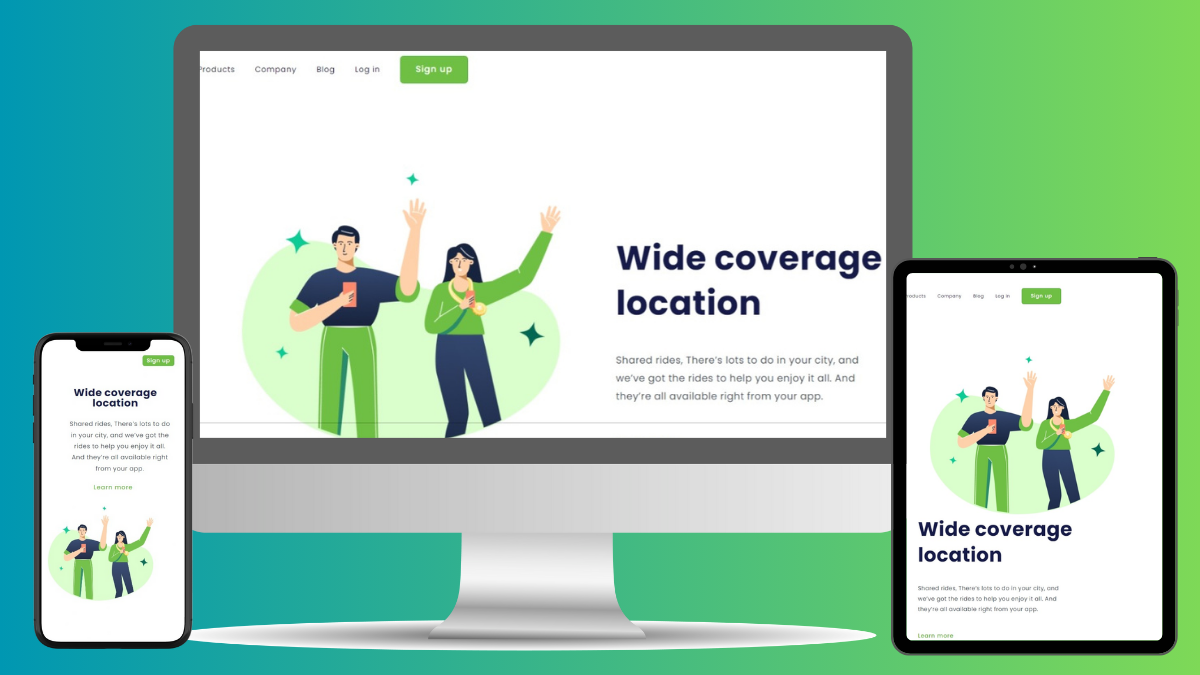 Products Company Blog Log in Sign up
Wide coverage
location
Shared rides, There's lots to do in your city, and
we've got the rides to help you enjoy it all. And
they're all available right from your app.
Sign up
Wide coverage
location
Shared rides, There's lots to do
in your city, and we've got the
rides to help you enjoy it all.
And they're all available right
from your app.
Learn more
roducts Company Blog Log in Sign up
Wide coverage
location
Shared rides, There's lots to do in your city, and
we've got the rides to help you enjoy it all. And
they're all available right from your app.
Learn more